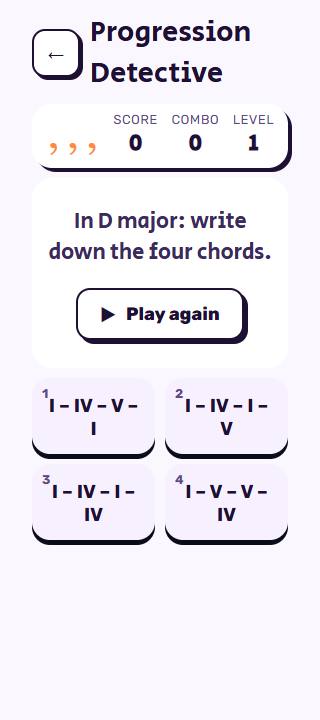 ←
Progression
Detective
, , ,
SCORE COMBO LEVEL
0 0 1
In D major: write
down the four chords.
▶ Play again
1 I – IV – V –
I
2 I – IV – I –
V
3 I – IV – I –
IV
4 I – V – V –
IV